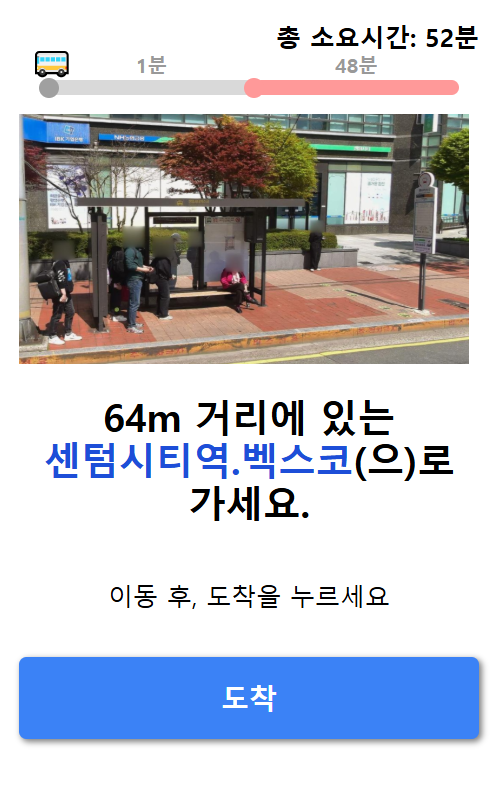 총 소요시간: 52분
1분
48분
64m 거리에 있는
센텀시티역.벡스코(으)로
가세요.
이동 후, 도착을 누르세요
도착